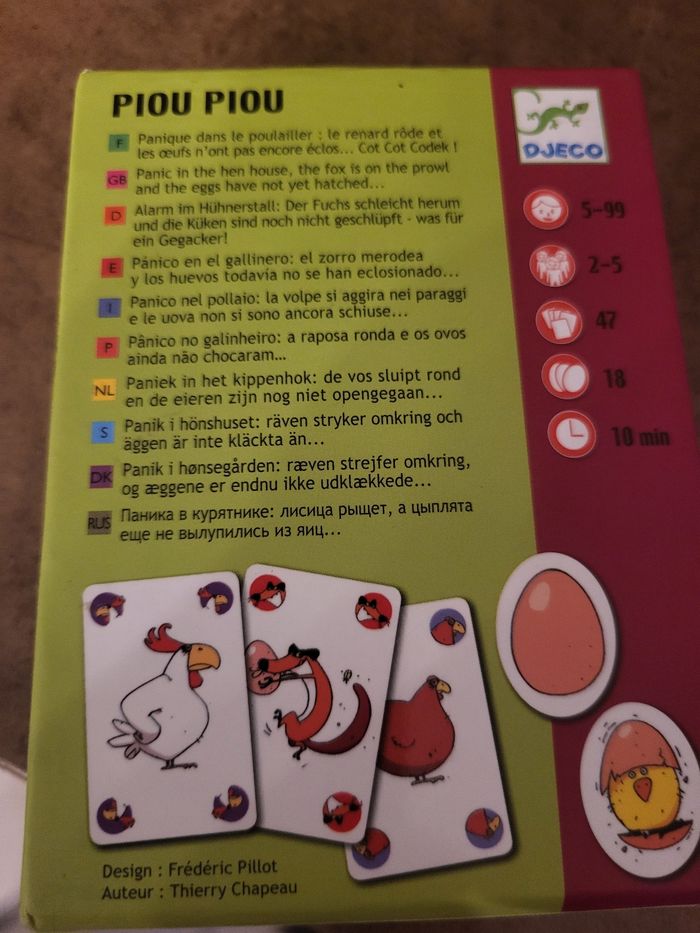 PIOU PIOU
DJECO
F Panique dans le poulailler : le renard rôde et
les œufs n'ont pas encore éclos... Cot Cot Codek !
GB Panic in the hen house, the fox is on the prowl
and the eggs have not yet hatched...
D Alarm im Hühnerstall: Der Fuchs schleicht herum
und die Küken sind noch nicht geschlüpft - was für
ein Gegacker!
E Pánico en el gallinero: el zorro merodea
y los huevos todavía no se han eclosionado...
I Panico nel pollaio: la volpe si aggira nei paraggi
e le uova non si sono ancora schiuse...
P Pânico no galinheiro: a raposa ronda e os ovos
ainda não chocaram...
NL Paniek in het kippenhok: de vos sluipt rond
en de eieren zijn nog niet opengegaan...
S Panik i hönshuset: räven stryker omkring och
äggen är inte kläckta än...
DK Panik i hønsegården: ræven strejfer omkring,
og æggene er endnu ikke udklækkede...
RUS Паника в курятнике: лисица рыщет, а цыплята
еще не вылупились из яиц...
5-99
2-5
47
18
10 min
Design : Frédéric Pillot
Auteur : Thierry Chapeau